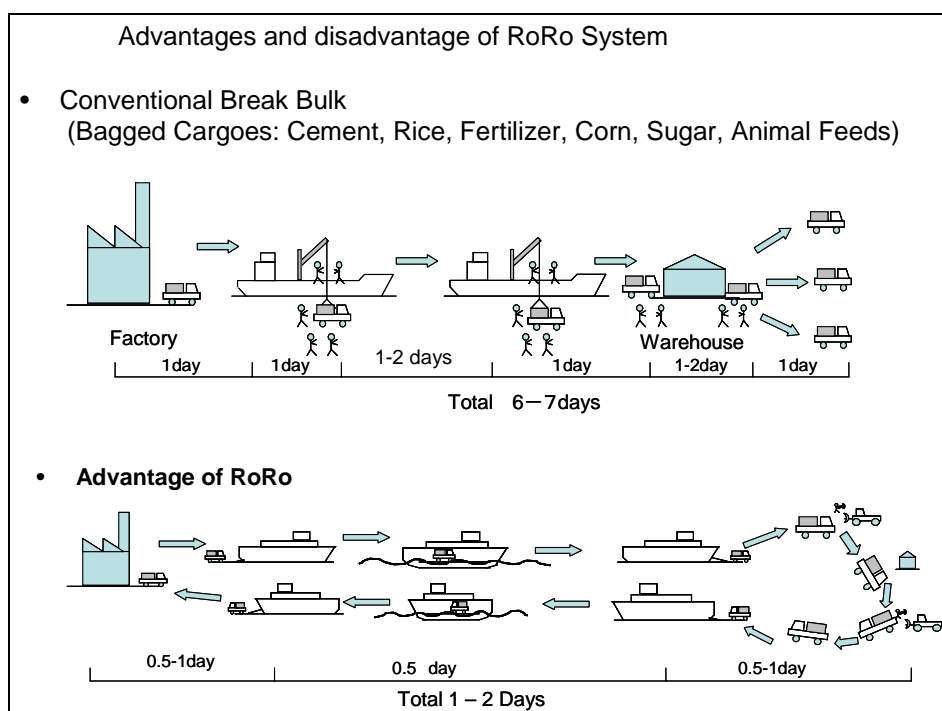 Advantages and disadvantage of RoRo System
• Conventional Break Bulk
(Bagged Cargoes: Cement, Rice, Fertilizer, Corn, Sugar, Animal Feeds)
Factory
Warehouse
1day
1day
1-2 days
1day
1-2day
1day
Total 6－7days
• Advantage of RoRo
0.5-1day
0.5 day
0.5-1day
Total 1 – 2 Days